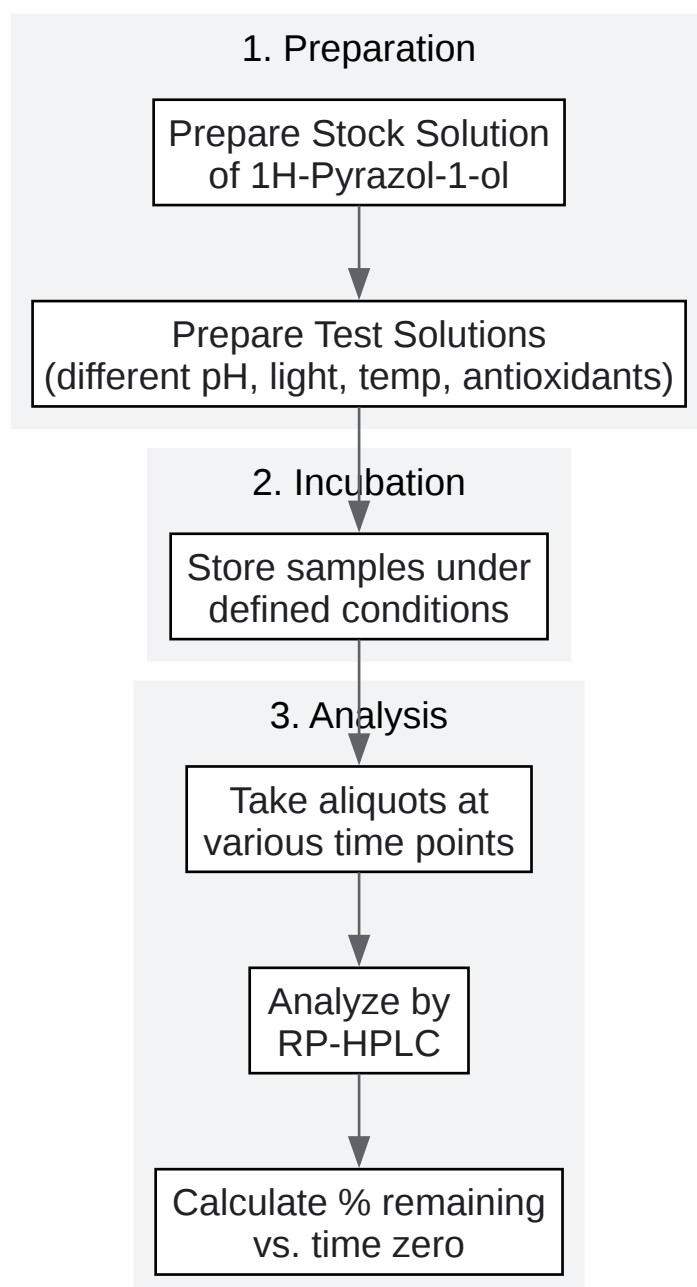 1. Preparation
Prepare Stock Solution
of 1H-Pyrazol-1-ol
Prepare Test Solutions
(different pH, light, temp, antioxidants)
2. Incubation
Store samples under
defined conditions
3. Analysis
Take aliquots at
various time points
Analyze by
RP-HPLC
Calculate % remaining
vs. time zero